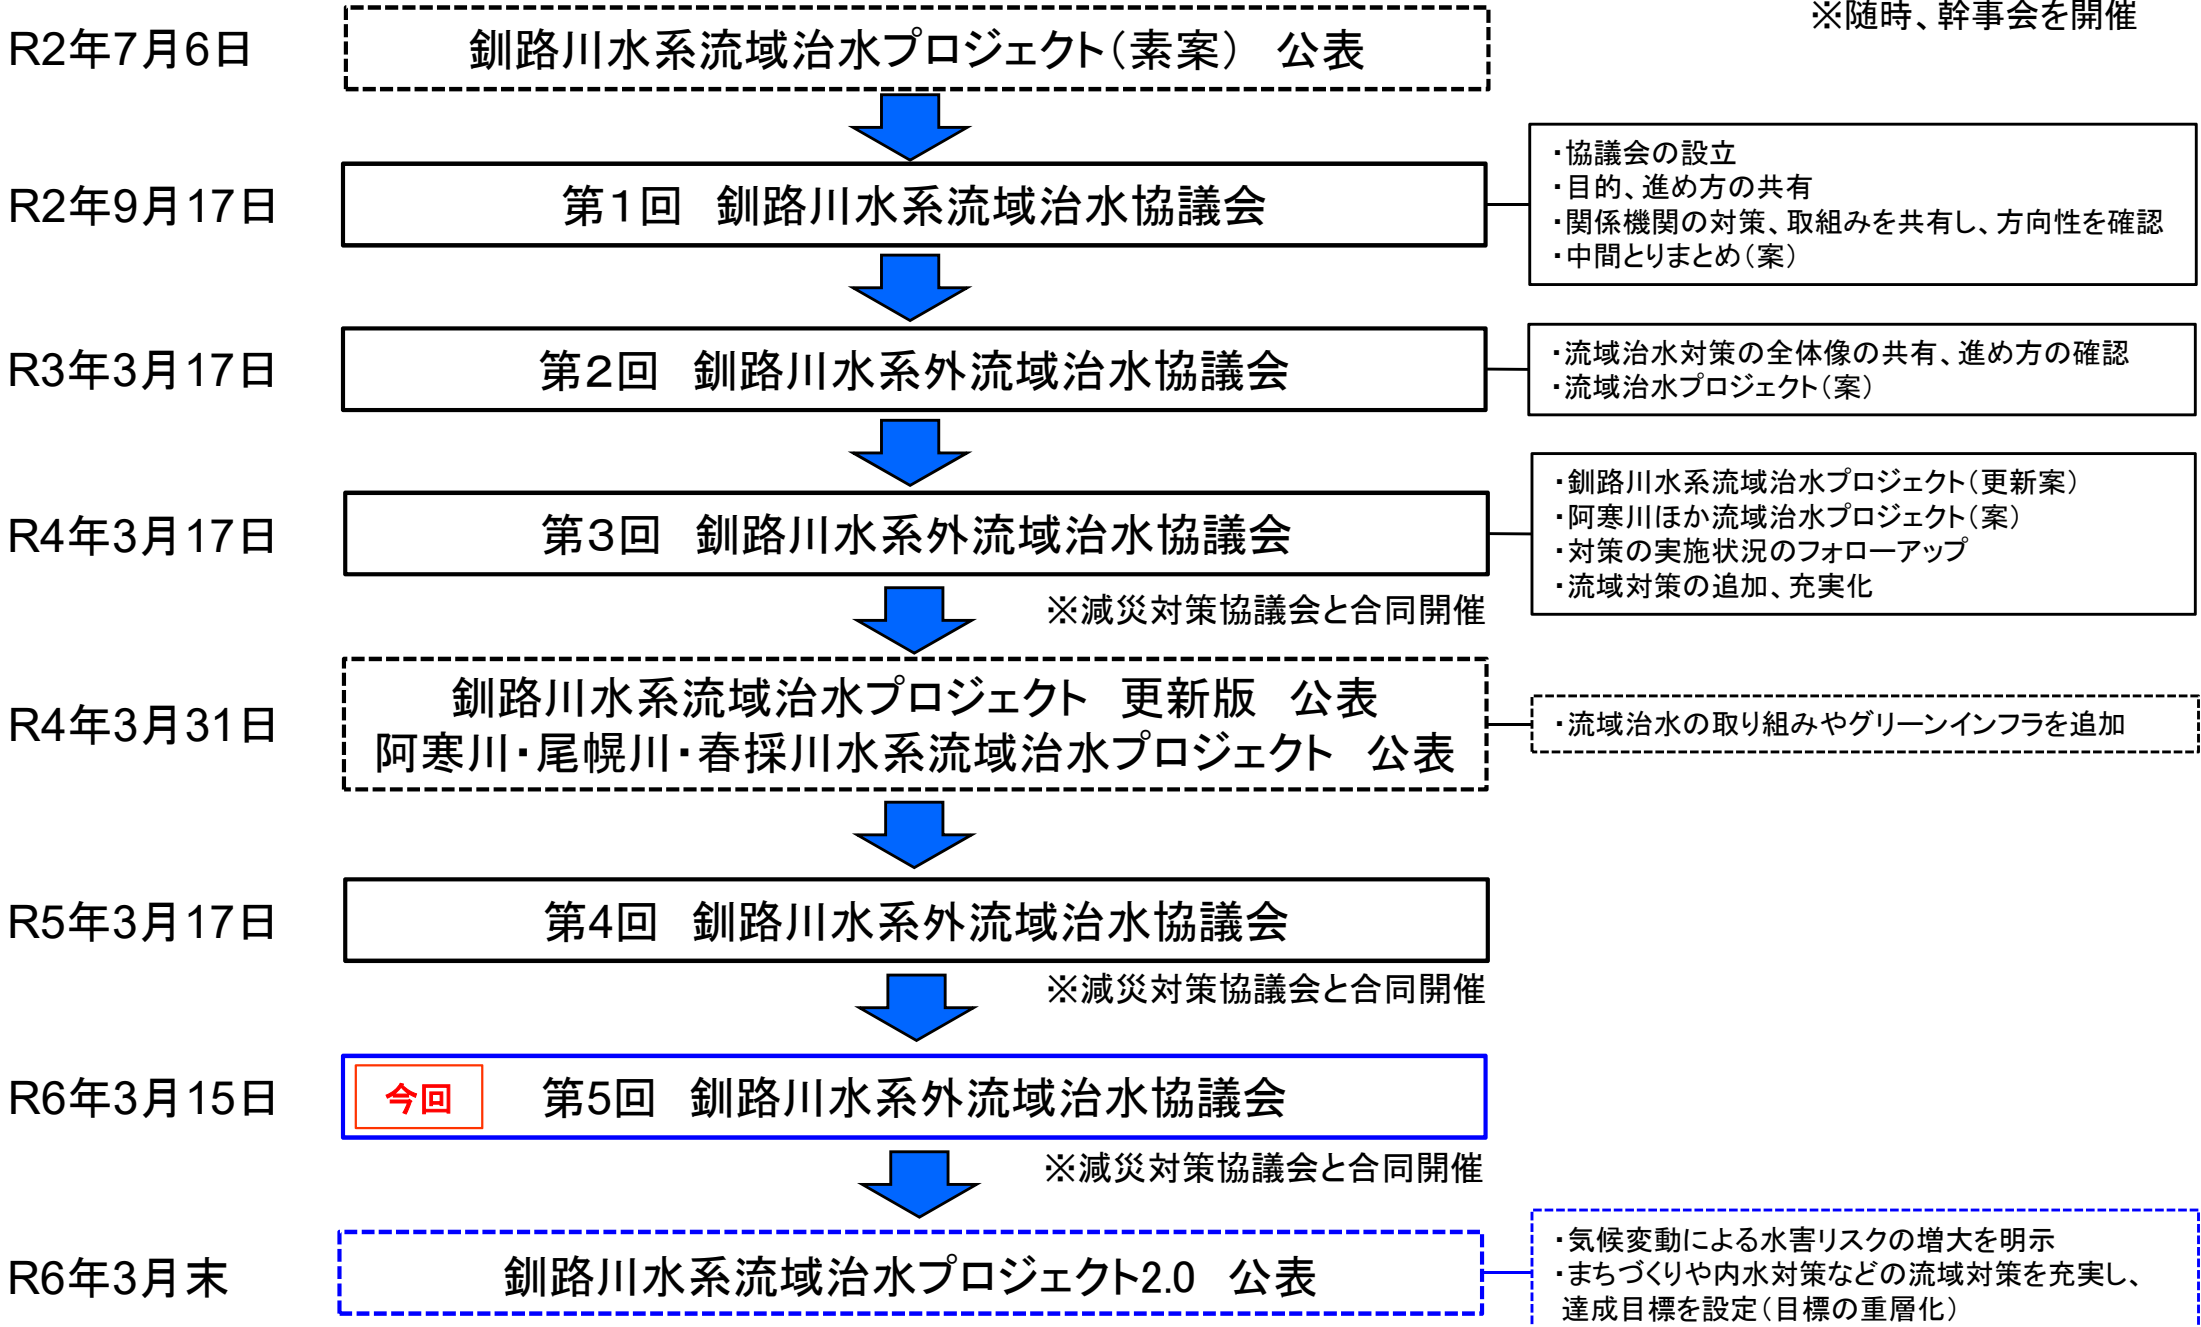 ※随時、幹事会を開催
R2年7月6日
釧路川水系流域治水プロジェクト（素案）　公表
R2年9月17日
第１回　釧路川水系流域治水協議会
・協議会の設立
・目的、進め方の共有
・関係機関の対策、取組みを共有し、方向性を確認
・中間とりまとめ（案）
R3年3月17日
第２回　釧路川水系外流域治水協議会
・流域治水対策の全体像の共有、進め方の確認
・流域治水プロジェクト（案）
R4年3月17日
第３回　釧路川水系外流域治水協議会
・釧路川水系流域治水プロジェクト（更新案）
・阿寒川ほか流域治水プロジェクト（案）
・対策の実施状況のフォローアップ
・流域対策の追加、充実化
※減災対策協議会と合同開催
R4年3月31日
釧路川水系流域治水プロジェクト　更新版　公表
阿寒川・尾幌川・春採川水系流域治水プロジェクト　公表
・流域治水の取り組みやグリーンインフラを追加
R5年3月17日
第4回　釧路川水系外流域治水協議会
※減災対策協議会と合同開催
R6年3月15日
今回
第5回　釧路川水系外流域治水協議会
※減災対策協議会と合同開催
R6年3月末
釧路川水系流域治水プロジェクト2.0　公表
・気候変動による水害リスクの増大を明示
・まちづくりや内水対策などの流域対策を充実し、
達成目標を設定（目標の重層化）